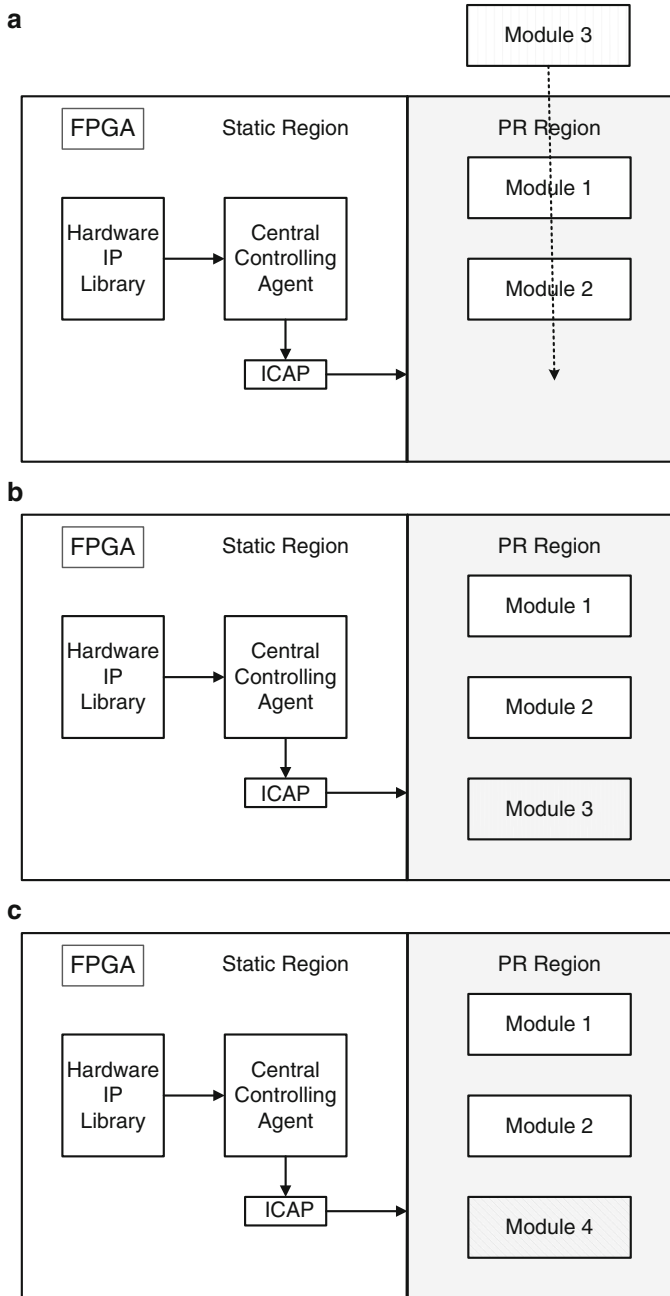 a
Module 3
FPGA
Static Region
PR Region
Module 1
Hardware
IP
Library
Central
Controlling
Agent
Module 2
ICAP
b
FPGA
Static Region
PR Region
Module 1
Hardware
IP
Library
Central
Controlling
Agent
Module 2
ICAP
Module 3
c
FPGA
Static Region
PR Region
Module 1
Hardware
IP
Library
Central
Controlling
Agent
Module 2
ICAP
Module 4